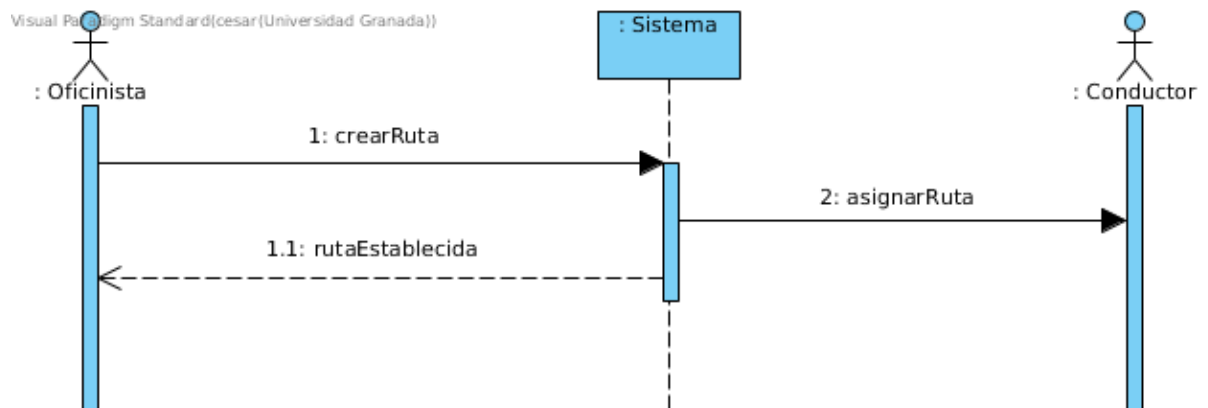 Visual Paradigm Standard(cesar(Universidad Granada))
: Sistema
: Oficinista
: Conductor
1: crearRuta
2: asignarRuta
1.1: rutaEstablecida